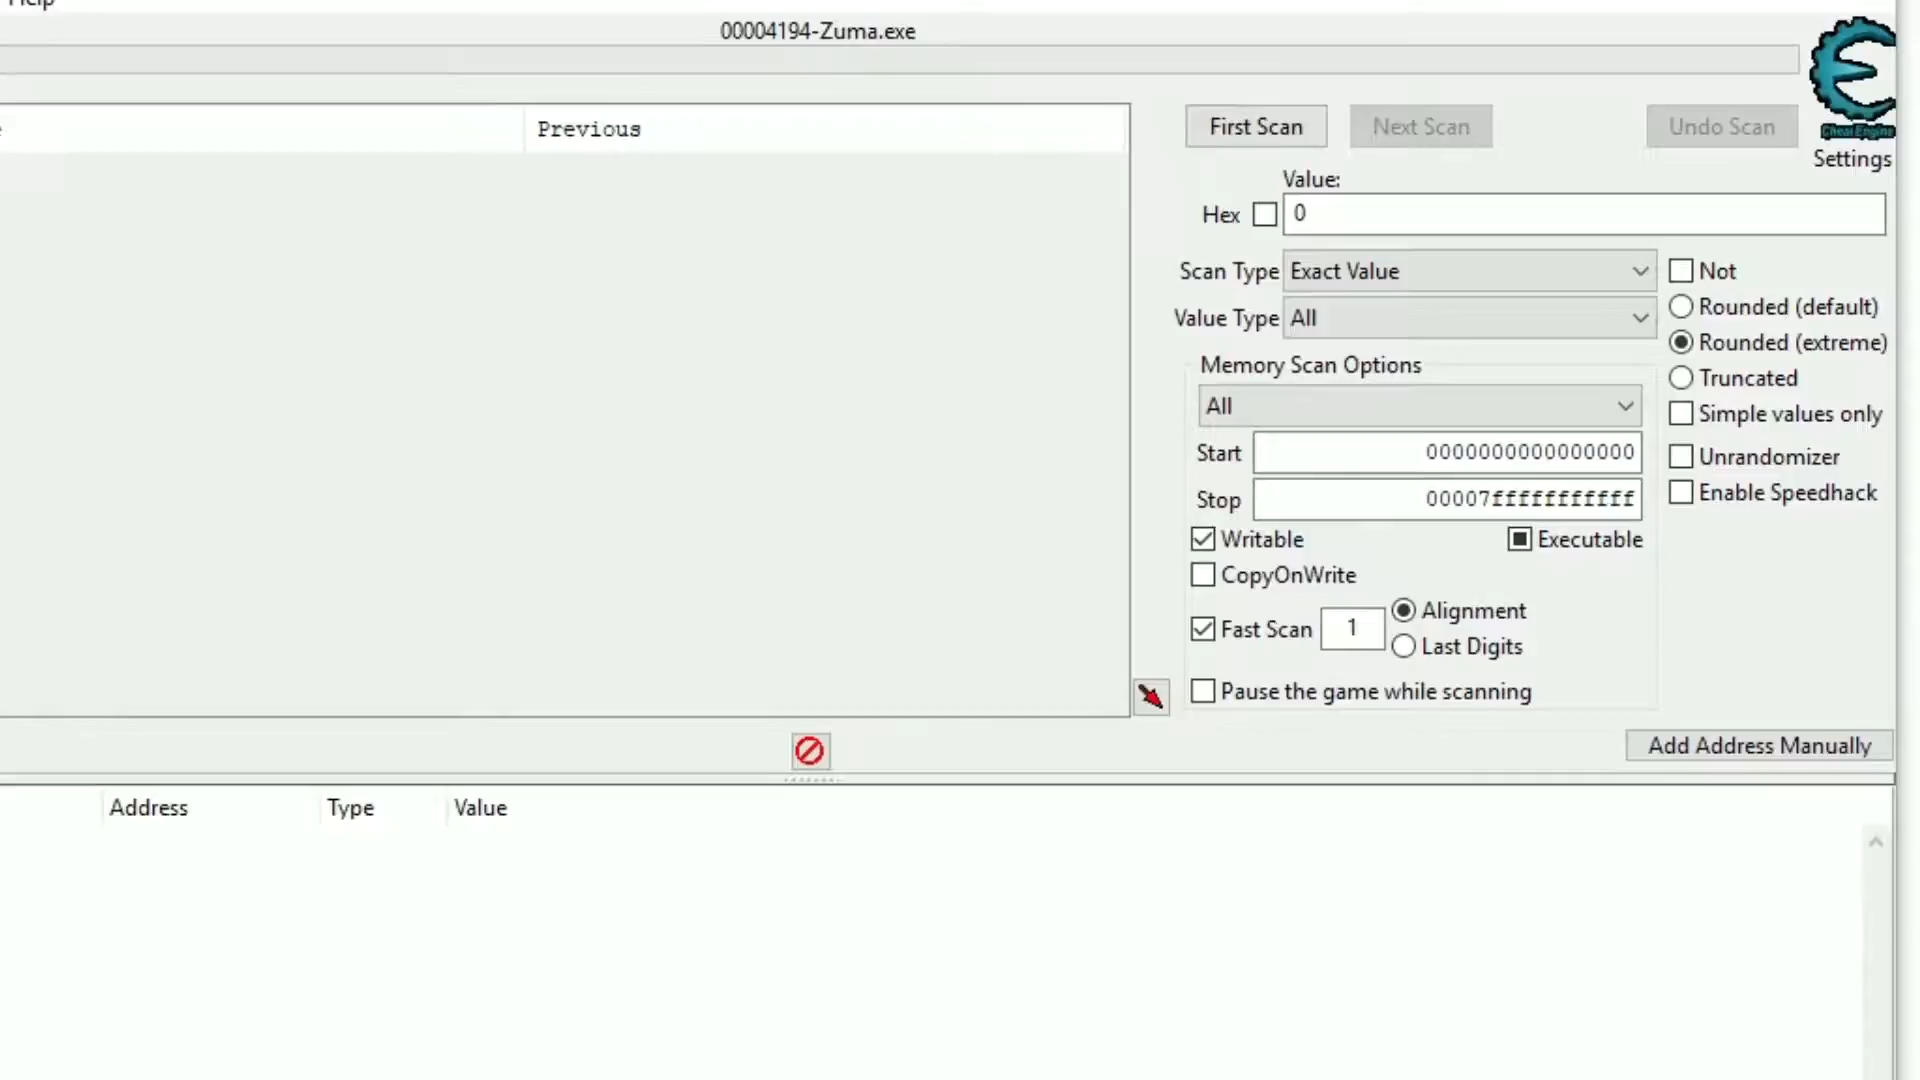 Help
00004194-Zuma.exe
Previous
First Scan
Next Scan
Undo Scan
Cheat Engine
Settings
Value:
Hex
0
Scan Type
Exact Value
Not
Value Type
All
Rounded (default)
Rounded (extreme)
Memory Scan Options
All
Truncated
Simple values only
Start
0000000000000000
Unrandomizer
Stop
00007fffffffffff
Enable Speedhack
Writable
Executable
CopyOnWrite
Fast Scan
1
Alignment
Last Digits
Pause the game while scanning
Add Address Manually
Address
Type
Value